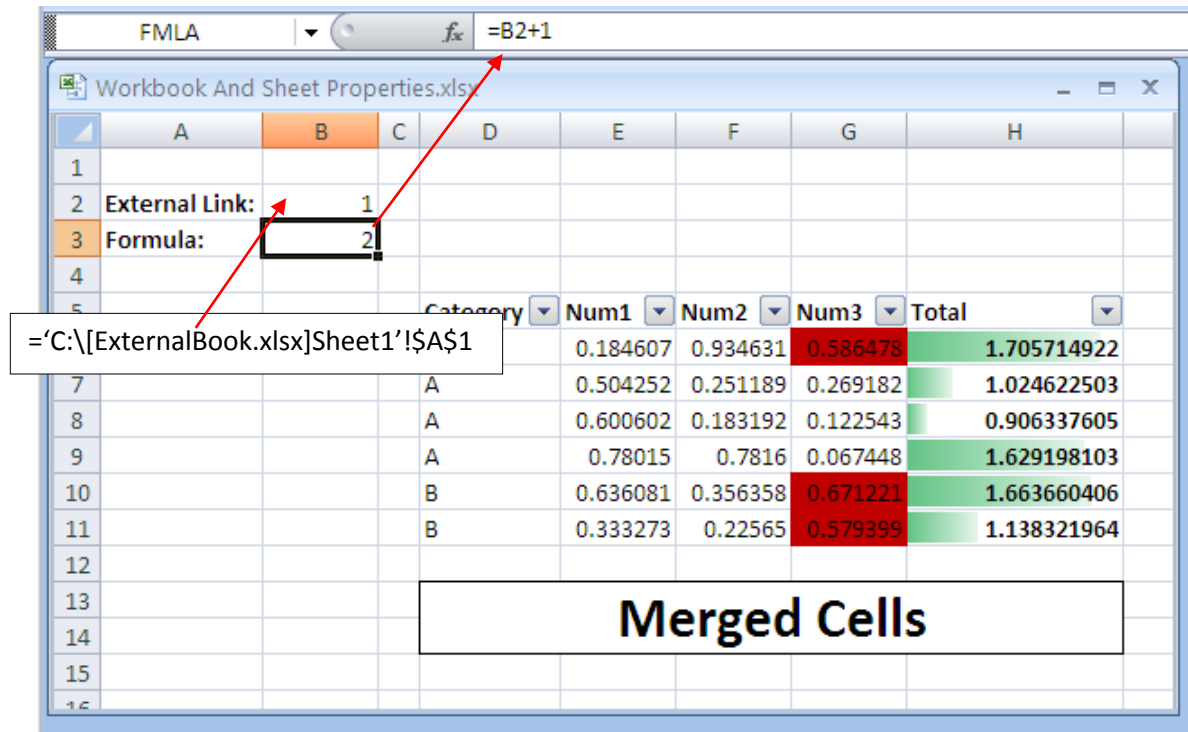 FMLA fx =B2+1
Workbook And Sheet Properties.xlsx
A B C D E F G H
1
2 External Link: 1
3 Formula: 2
4
5 Category Num1 Num2 Num3 Total
='C:\[ExternalBook.xlsx]Sheet1’!$A$1
0.184607 0.934631 0.586478 1.705714922
7 A 0.504252 0.251189 0.269182 1.024622503
8 A 0.600602 0.183192 0.122543 0.906337605
9 A 0.78015 0.7816 0.067448 1.629198103
10 B 0.636081 0.356358 0.671221 1.663660406
11 B 0.333273 0.22565 0.579399 1.138321964
12
13
Merged Cells
14
15
16